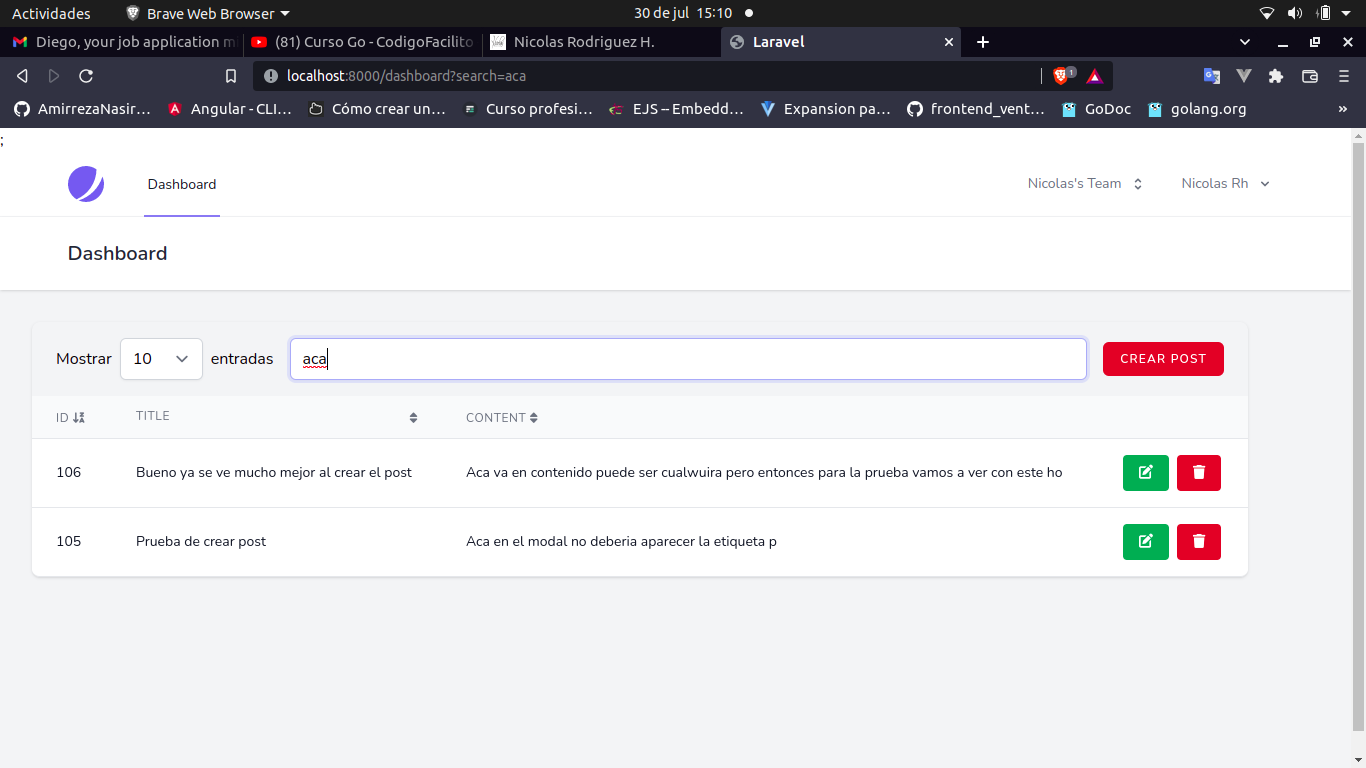 Actividades Brave Web Browser 30 de jul 15:10
Diego, your job application m (81) Curso Go - CodigoFacilito Nicolas Rodriguez H. Laravel
localhost:8000/dashboard?search=aca 1
AmirrezaNasir... Angular - CLI... Cómo crear un... Curso profesi... EJS -- Embedd... Expansion pa... frontend_vent... GoDoc golang.org »
;
Dashboard Nicolas's Team Nicolas Rh
Dashboard
Mostrar 10 entradas aca CREAR POST
ID TITLE CONTENT
106 Bueno ya se ve mucho mejor al crear el post Aca va en contenido puede ser cualwuira pero entonces para la prueba vamos a ver con este ho
105 Prueba de crear post Aca en el modal no deberia aparecer la etiqueta p